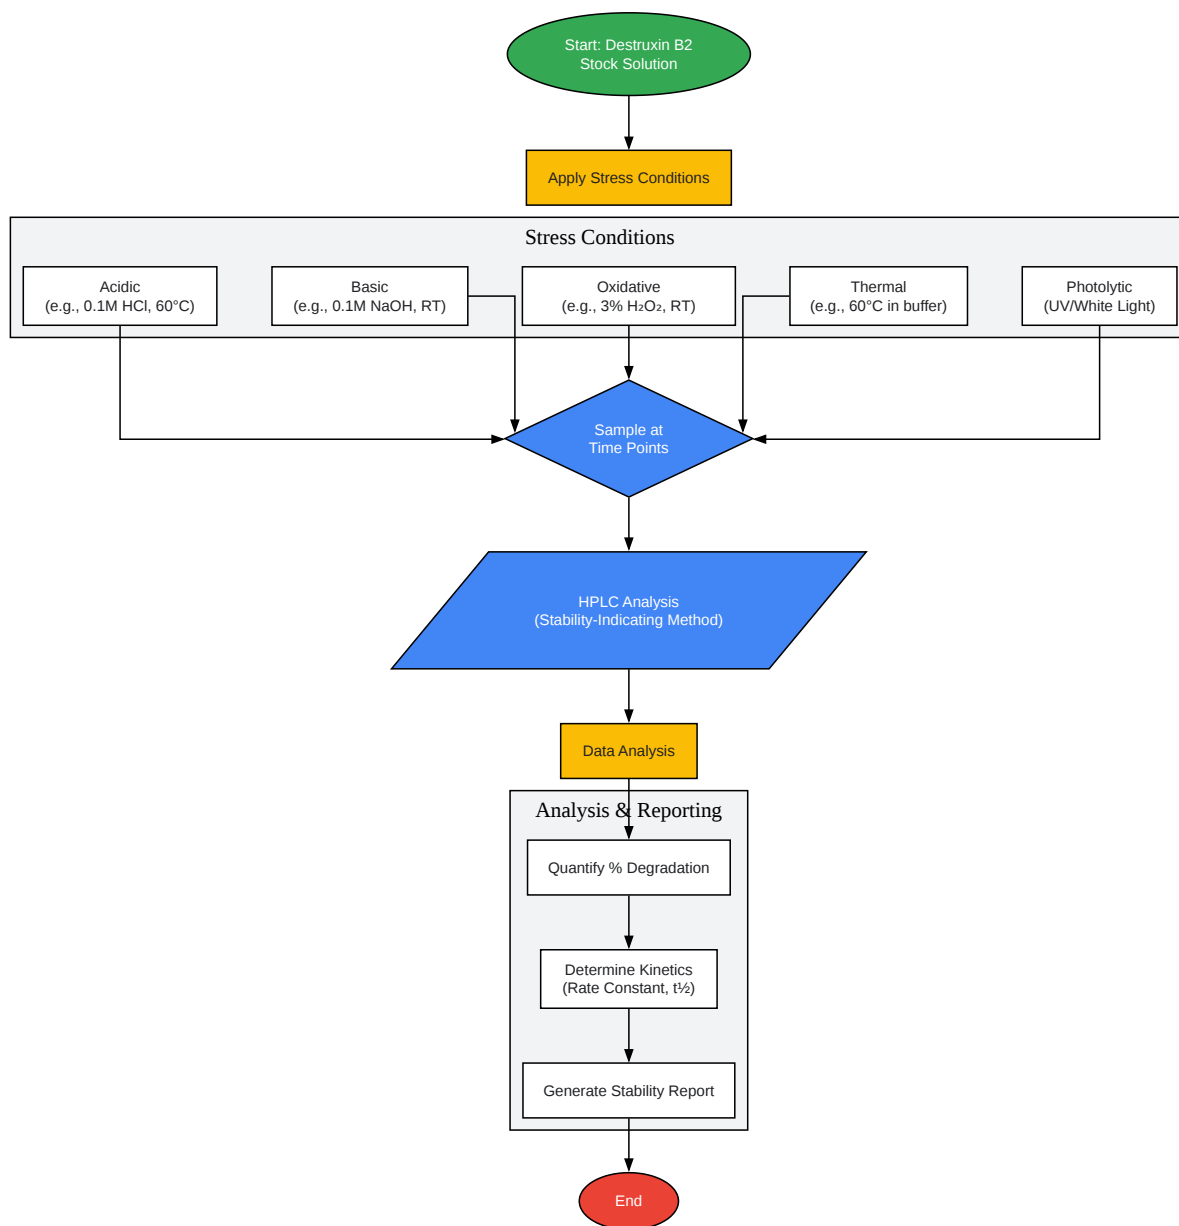 Start: Destruxin B2
Stock Solution
Apply Stress Conditions
Stress Conditions
Acidic
(e.g., 0.1M HCl, 60°C)
Basic
(e.g., 0.1M NaOH, RT)
Oxidative
(e.g., 3% H₂O₂, RT)
Thermal
(e.g., 60°C in buffer)
Photolytic
(UV/White Light)
Sample at
Time Points
HPLC Analysis
(Stability-Indicating Method)
Data Analysis
Analysis & Reporting
Quantify % Degradation
Determine Kinetics
(Rate Constant, t½)
Generate Stability Report
End